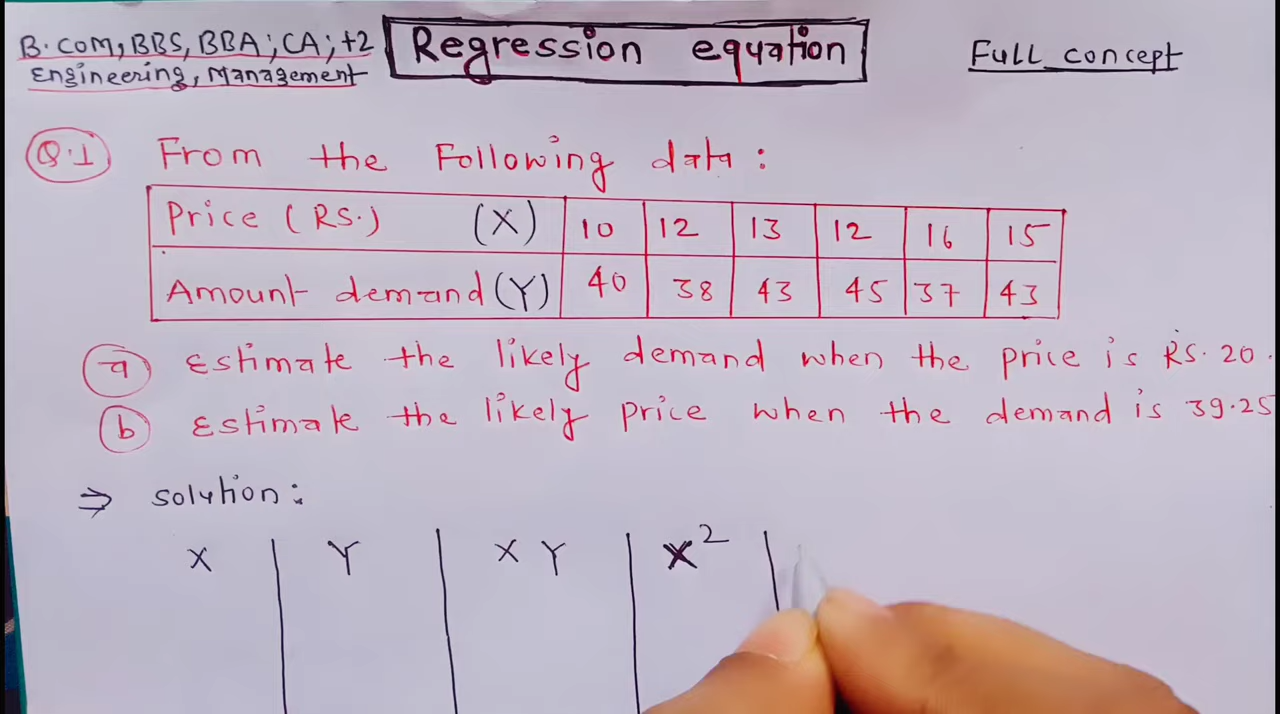 B.COM, BBS, BBA; CA; +2
Engineering, Management
Regression equation
Full concept
Q.1 From the Following data:
Price (RS.) (X) 10 12 13 12 16 15
Amount demand (Y) 40 38 43 45 37 43
a Estimate the likely demand when the price is RS. 20.
b Estimate the likely price when the demand is 39.25
⇒ solution:
X Y XY X²